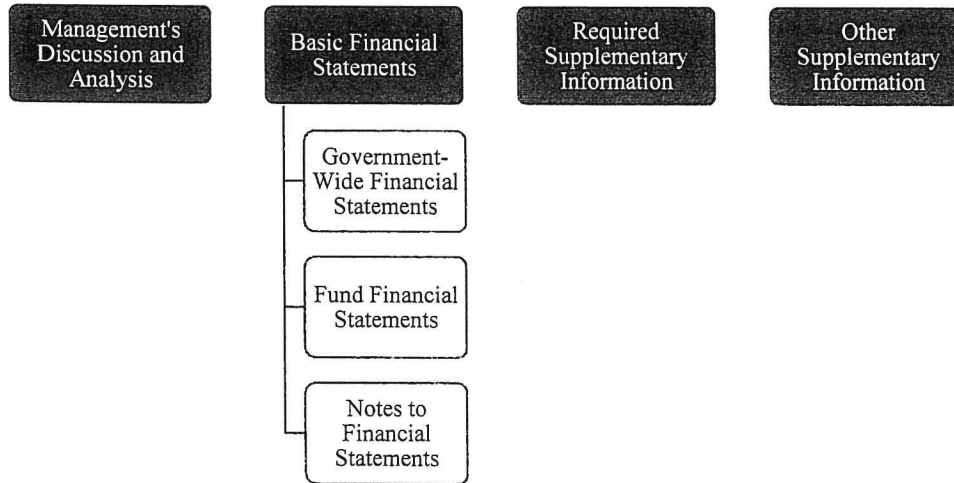 Management's
Discussion and
Analysis
Basic Financial
Statements
Required
Supplementary
Information
Other
Supplementary
Information
Government-
Wide Financial
Statements
Fund Financial
Statements
Notes to
Financial
Statements